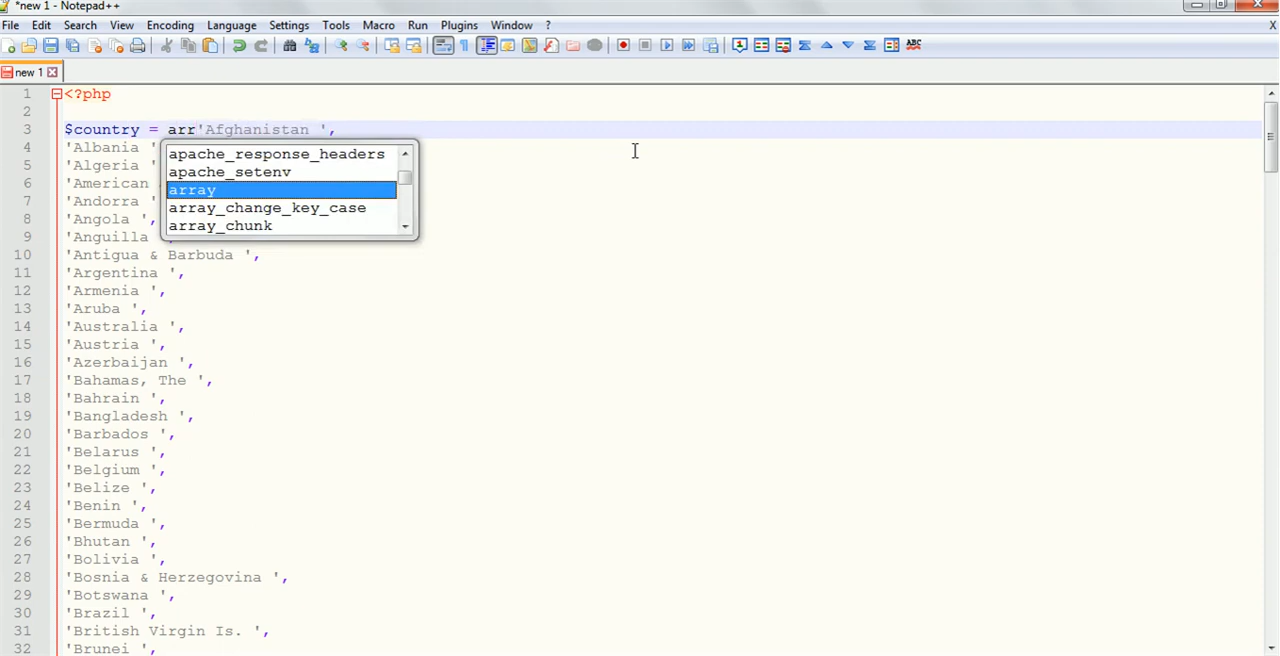 *new 1 - Notepad++
File Edit Search View Encoding Language Settings Tools Macro Run Plugins Window ?
X
new 1
1 <?php
2
3 $country = arr'Afghanistan ',
4 'Albania '
apache_response_headers
5 'Algeria '
apache_setenv
6 'American
array
7 'Andorra '
array_change_key_case
8 'Angola ',
array_chunk
9 'Anguilla ',
10 'Antigua & Barbuda ',
11 'Argentina ',
12 'Armenia ',
13 'Aruba ',
14 'Australia ',
15 'Austria ',
16 'Azerbaijan ',
17 'Bahamas, The ',
18 'Bahrain ',
19 'Bangladesh ',
20 'Barbados ',
21 'Belarus ',
22 'Belgium ',
23 'Belize ',
24 'Benin ',
25 'Bermuda ',
26 'Bhutan ',
27 'Bolivia ',
28 'Bosnia & Herzegovina ',
29 'Botswana ',
30 'Brazil ',
31 'British Virgin Is. ',
32 'Brunei ',